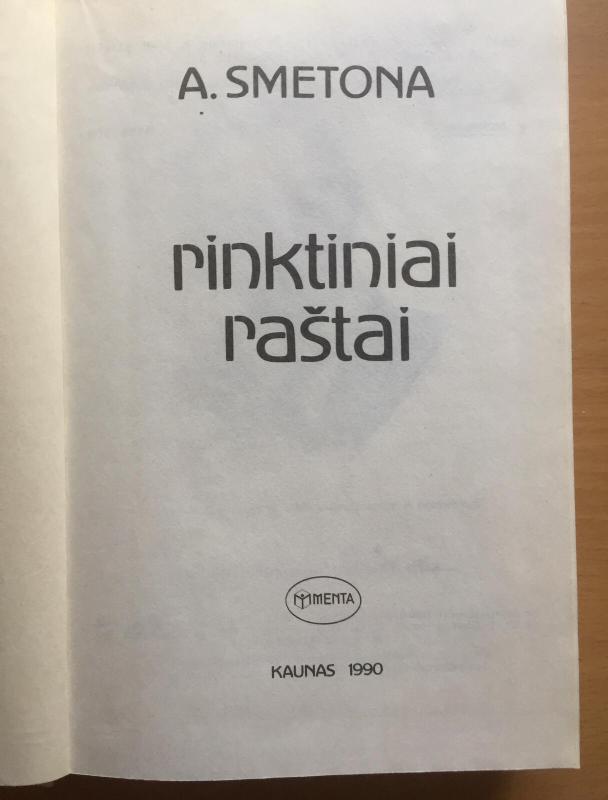 A. SMETONA
rinktiniai
raštai
MENTA
KAUNAS 1990